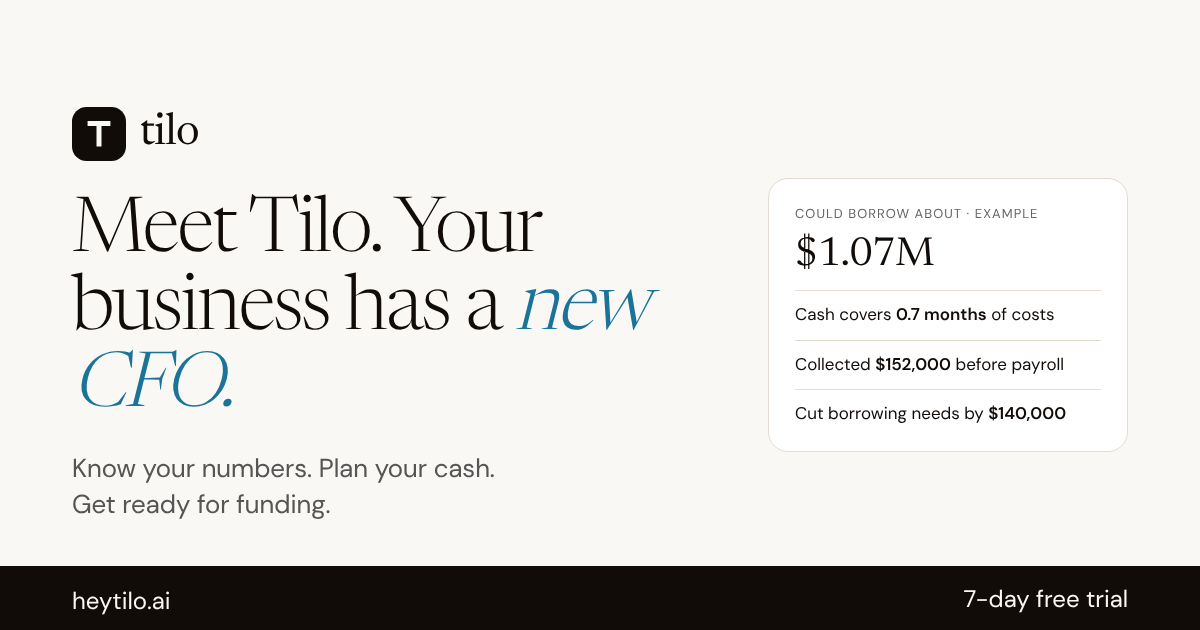 T tilo
Meet Tilo. Your
business has a new
CFO.
Know your numbers. Plan your cash.
Get ready for funding.
COULD BORROW ABOUT · EXAMPLE
$1.07M
Cash covers 0.7 months of costs
Collected $152,000 before payroll
Cut borrowing needs by $140,000
heytilo.ai
7-day free trial